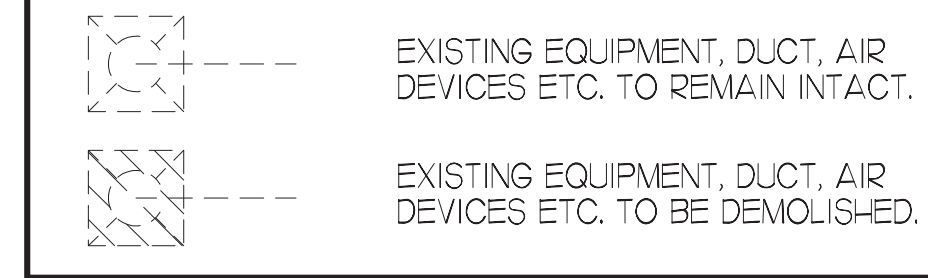 EXISTING EQUIPMENT, DUCT, AIR
DEVICES ETC. TO REMAIN INTACT.
EXISTING EQUIPMENT, DUCT, AIR
DEVICES ETC. TO BE DEMOLISHED.